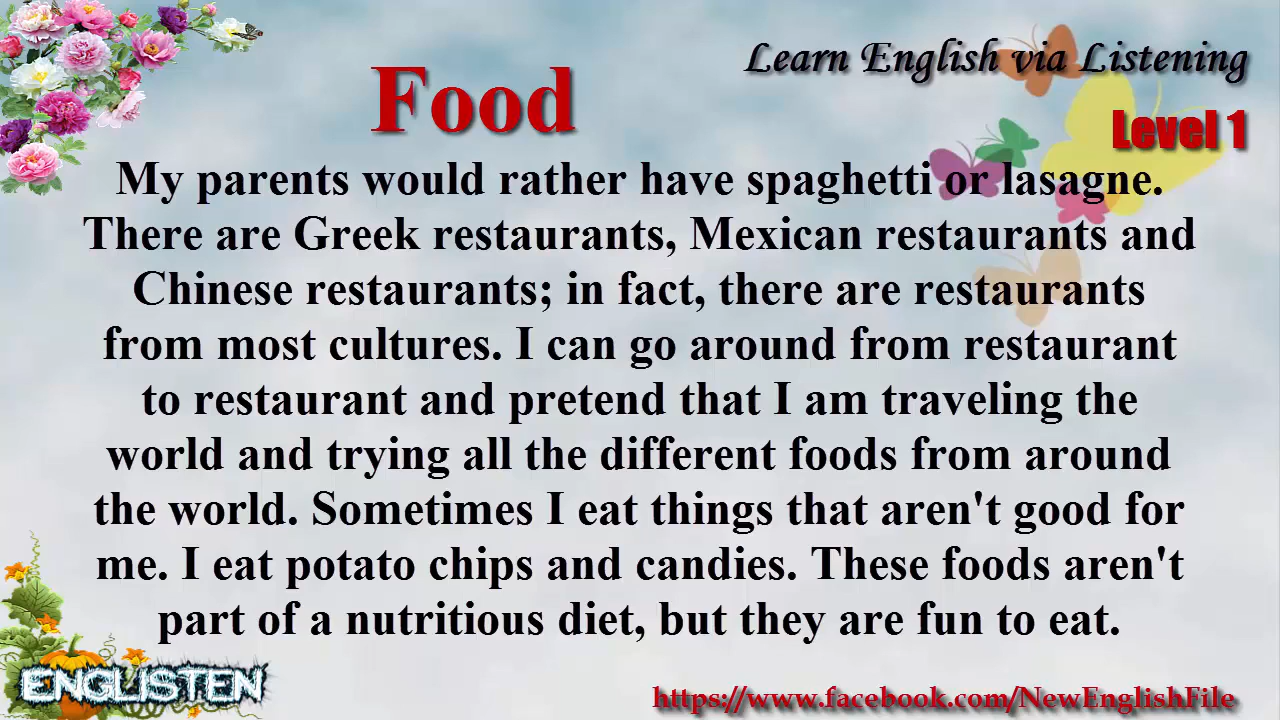 Learn English via Listening
Food
Level 1
My parents would rather have spaghetti or lasagne.
There are Greek restaurants, Mexican restaurants and
Chinese restaurants; in fact, there are restaurants
from most cultures. I can go around from restaurant
to restaurant and pretend that I am traveling the
world and trying all the different foods from around
the world. Sometimes I eat things that aren't good for
me. I eat potato chips and candies. These foods aren't
part of a nutritious diet, but they are fun to eat.
ENGLISTEN
https://www.facebook.com/NewEnglishFile